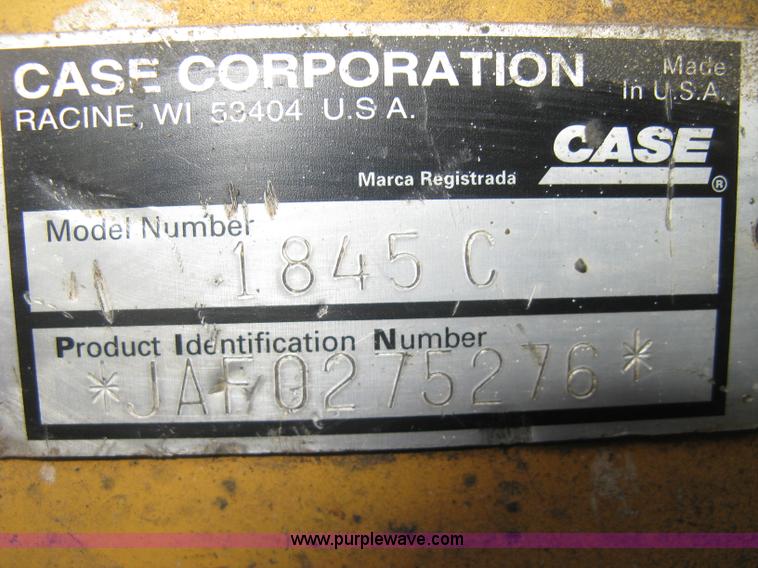 CASE CORPORATION
Made in U.S.A.
RACINE, WI 53404 U.S.A.
CASE ®
Marca Registrada
Model Number
1845 C
Product Identification Number
*JAF0275276*
www.purplewave.com